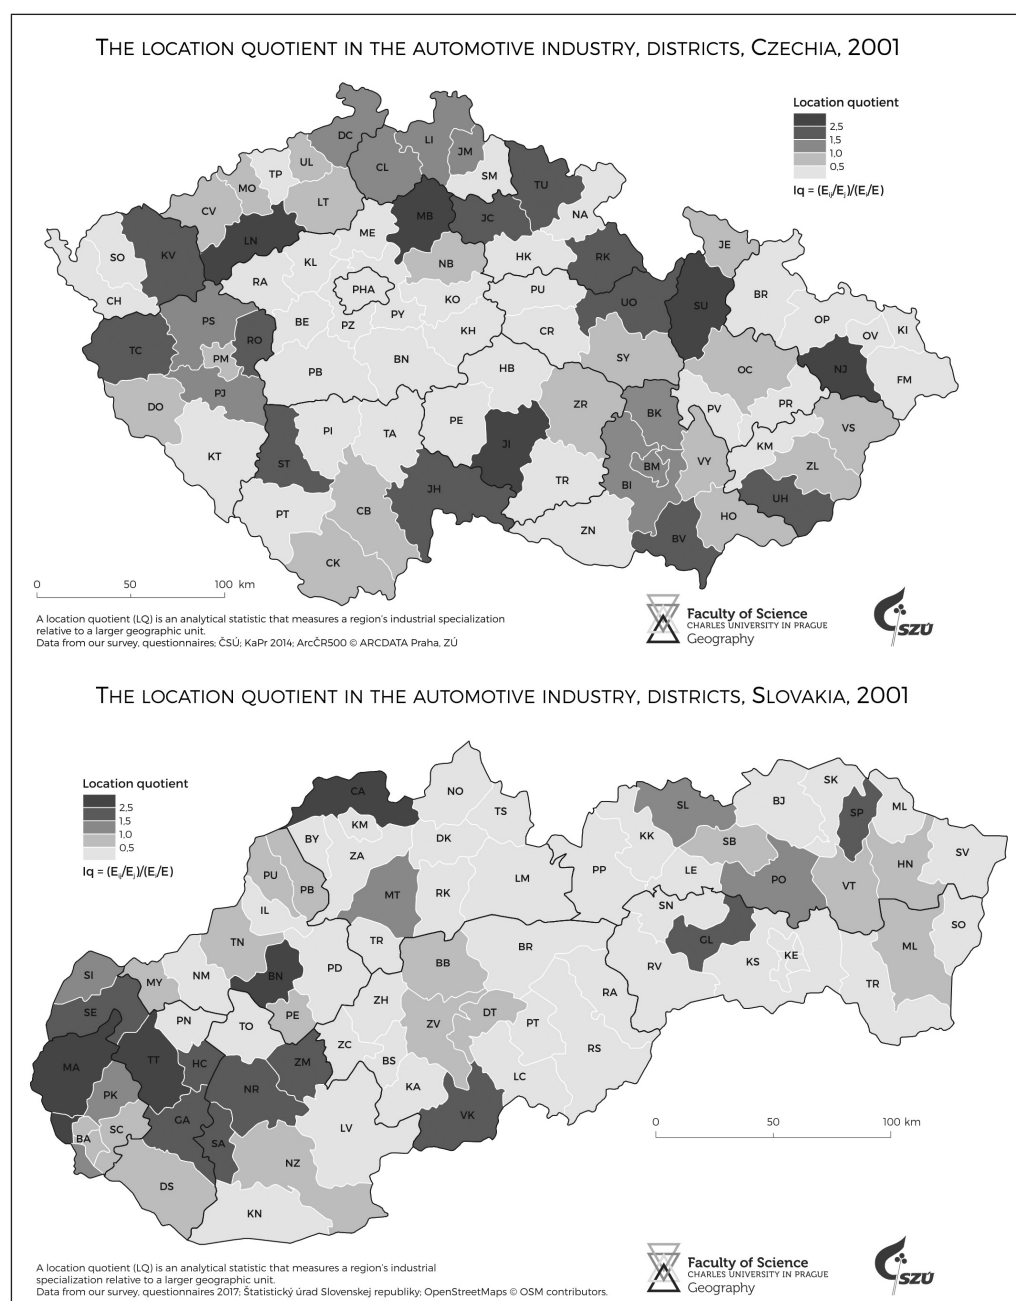 THE LOCATION QUOTIENT IN THE AUTOMOTIVE INDUSTRY, DISTRICTS, CZECHIA, 2001
Location quotient
2,5
1,5
1,0
0,5
Iq = (Eij/Ej)/(Ei/E)
DC
LI
JM
UL
CL
TP
SM
TU
MO
LT
CV
MB
JC
NA
LN
ME
JE
SO
KV
KL
NB
HK
RK
RA
PHA
PU
BR
CH
KO
UO
SU
PS
BE
PZ
PY
OP
RO
KH
CR
OV
KI
TC
PM
BN
SY
PB
HB
OC
NJ
FM
PJ
DO
ZR
PR
BK
PV
PE
PI
TA
VS
JI
KM
KT
ST
BM
VY
ZL
TR
BI
JH
UH
PT
CB
HO
ZN
BV
CK
0 50 100 km
A location quotient (LQ) is an analytical statistic that measures a region's industrial specialization
relative to a larger geographic unit.
Data from our survey, questionnaires; ČSÚ; KaPr 2014; ArcČR500 © ARCDATA Praha, ZÚ
Faculty of Science
CHARLES UNIVERSITY IN PRAGUE
Geography
SZÚ
THE LOCATION QUOTIENT IN THE AUTOMOTIVE INDUSTRY, DISTRICTS, SLOVAKIA, 2001
Location quotient
2,5
1,5
1,0
0,5
Iq = (Eij/Ej)/(Ei/E)
CA
NO
SK
BJ
TS
SL
SP
ML
KM
BY
DK
KK
SB
ZA
SV
HN
LE
PP
LM
PU
PB
MT
RK
PO
VT
IL
SN
SO
TN
TR
GL
BR
ML
KE
BB
KS
RV
SI
NM
BN
PD
MY
TR
RA
ZH
SE
PE
DT
PN
TO
ZV
PT
ZC
RS
TT
HC
ZM
BS
MA
LC
NR
KA
PK
VK
GA
SC
LV
BA
SA
NZ
DS
KN
0 50 100 km
A location quotient (LQ) is an analytical statistic that measures a region's industrial
specialization relative to a larger geographic unit.
Data from our survey, questionnaires 2017; Štatistický úrad Slovenskej republiky; OpenStreetMaps © OSM contributors.
Faculty of Science
CHARLES UNIVERSITY IN PRAGUE
Geography
SZÚ